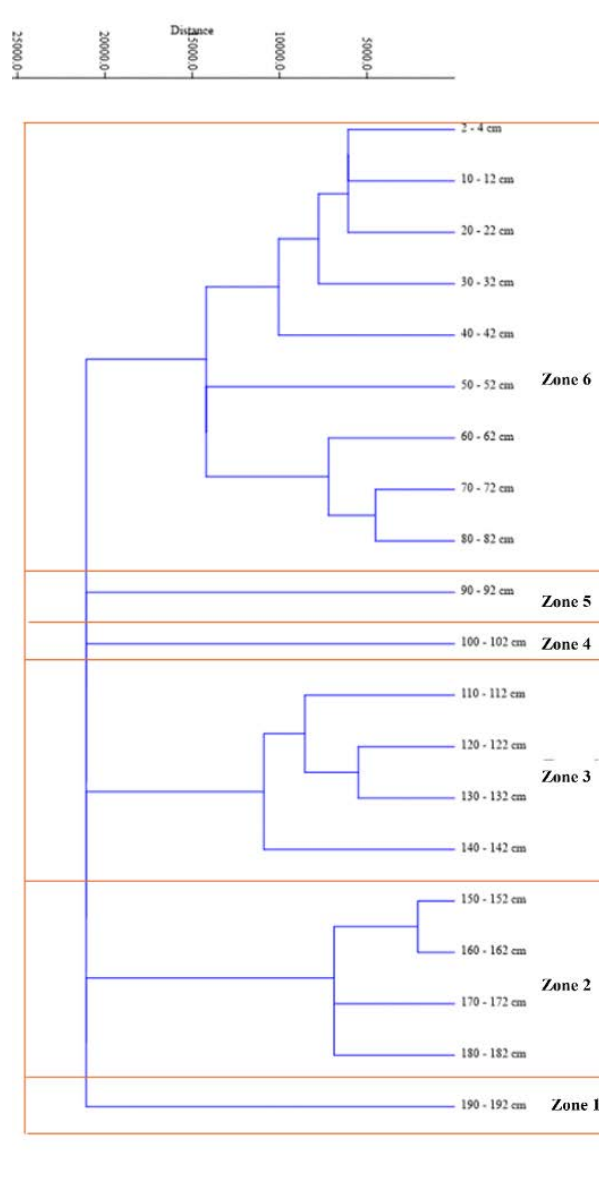 Distance
25000.0 20000.0 15000.0 10000.0 5000.0
2 - 4 cm
10 - 12 cm
20 - 22 cm
30 - 32 cm
40 - 42 cm
50 - 52 cm Zone 6
60 - 62 cm
70 - 72 cm
80 - 82 cm
90 - 92 cm Zone 5
100 - 102 cm Zone 4
110 - 112 cm
120 - 122 cm
Zone 3
130 - 132 cm
140 - 142 cm
150 - 152 cm
160 - 162 cm
Zone 2
170 - 172 cm
180 - 182 cm
190 - 192 cm Zone 1